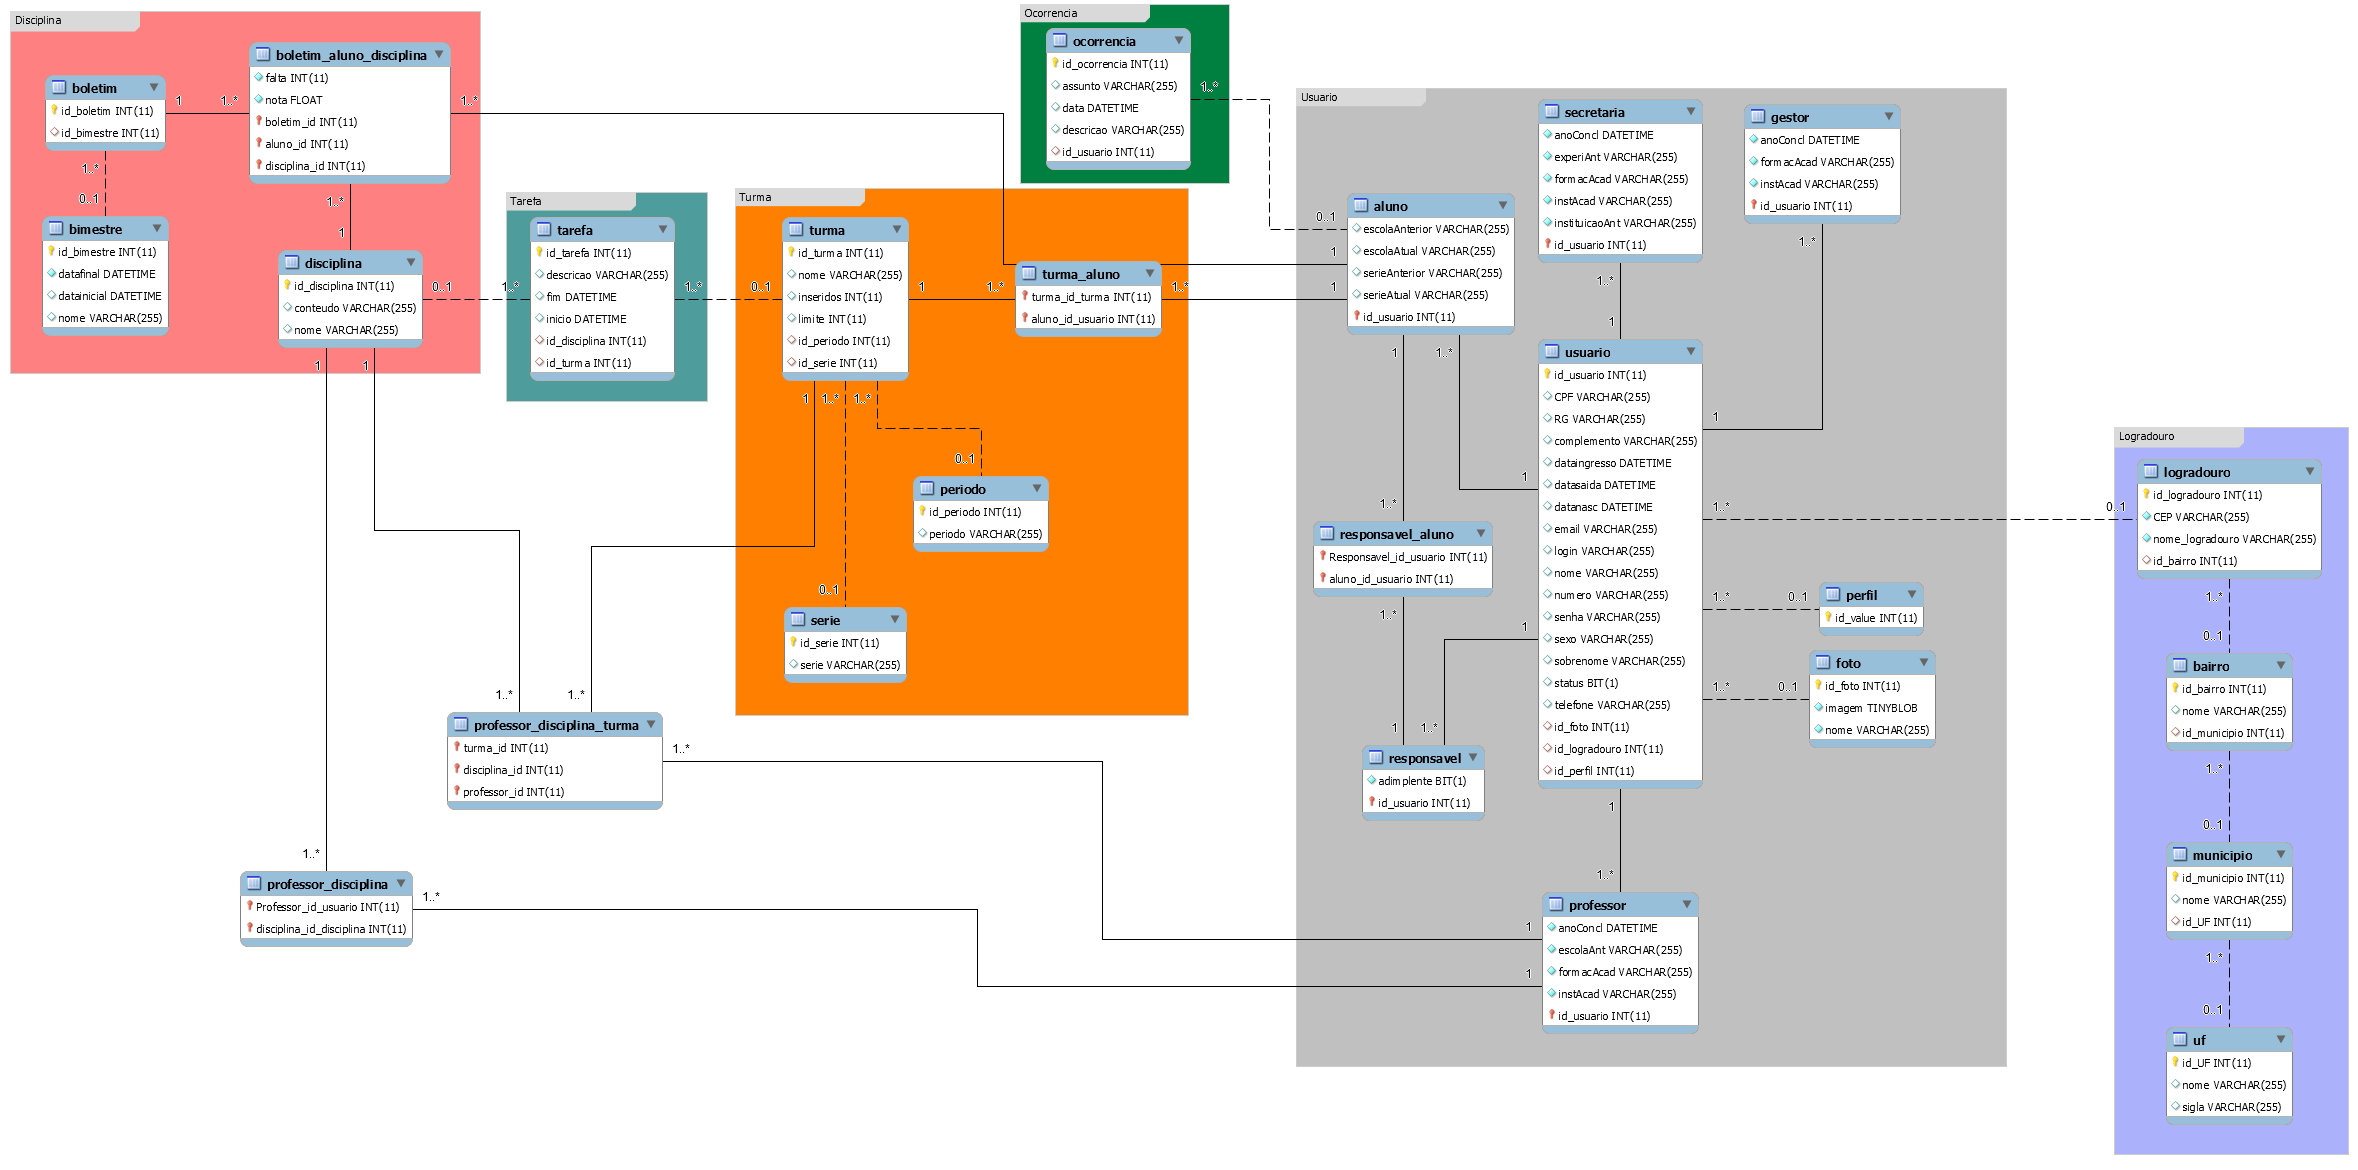 Disciplina
boletim_aluno_disciplina
falta INT(11)
nota FLOAT
boletim_id INT(11)
aluno_id INT(11)
disciplina_id INT(11)
boletim
id_boletim INT(11)
id_bimestre INT(11)
1
1..*
1..*
1..*
0..1
bimestre
id_bimestre INT(11)
datafinal DATETIME
datainicial DATETIME
nome VARCHAR(255)
1..*
1
disciplina
id_disciplina INT(11)
conteudo VARCHAR(255)
nome VARCHAR(255)
0..1
1..*
1
1
Tarefa
tarefa
id_tarefa INT(11)
descricao VARCHAR(255)
fim DATETIME
inicio DATETIME
id_disciplina INT(11)
id_turma INT(11)
1..*
0..1
Turma
turma
id_turma INT(11)
nome VARCHAR(255)
inseridos INT(11)
limite INT(11)
id_periodo INT(11)
id_serie INT(11)
1
1..*
turma_aluno
turma_id_turma INT(11)
aluno_id_usuario INT(11)
1..*
1
1..*
1..*
0..1
periodo
id_periodo INT(11)
periodo VARCHAR(255)
0..1
serie
id_serie INT(11)
serie VARCHAR(255)
Ocorrencia
ocorrencia
id_ocorrencia INT(11)
assunto VARCHAR(255)
data DATETIME
descricao VARCHAR(255)
id_usuario INT(11)
1..*
Usuario
secretaria
anoConcl DATETIME
experiAnt VARCHAR(255)
formacAcad VARCHAR(255)
instAcad VARCHAR(255)
instituicaoAnt VARCHAR(255)
id_usuario INT(11)
gestor
anoConcl DATETIME
formacAcad VARCHAR(255)
instAcad VARCHAR(255)
id_usuario INT(11)
1..*
aluno
escolaAnterior VARCHAR(255)
escolaAtual VARCHAR(255)
serieAnterior VARCHAR(255)
serieAtual VARCHAR(255)
id_usuario INT(11)
0..1
1
1
1
1..*
1..*
1
usuario
id_usuario INT(11)
CPF VARCHAR(255)
RG VARCHAR(255)
complemento VARCHAR(255)
dataingresso DATETIME
datasaida DATETIME
datanasc DATETIME
email VARCHAR(255)
login VARCHAR(255)
nome VARCHAR(255)
numero VARCHAR(255)
senha VARCHAR(255)
sexo VARCHAR(255)
sobrenome VARCHAR(255)
status BIT(1)
telefone VARCHAR(255)
id_foto INT(11)
id_logradouro INT(11)
id_perfil INT(11)
1
1
1
1..*
0..1
1..*
0..1
1..*
0..1
1..*
responsavel_aluno
Responsavel_id_usuario INT(11)
aluno_id_usuario INT(11)
1..*
1
1..*
responsavel
adimplente BIT(1)
id_usuario INT(11)
perfil
id_value INT(11)
foto
id_foto INT(11)
imagem TINYBLOB
nome VARCHAR(255)
1
1..*
professor
anoConcl DATETIME
escolaAnt VARCHAR(255)
formacAcad VARCHAR(255)
instAcad VARCHAR(255)
id_usuario INT(11)
1
1
Logradouro
logradouro
id_logradouro INT(11)
CEP VARCHAR(255)
nome_logradouro VARCHAR(255)
id_bairro INT(11)
1..*
0..1
bairro
id_bairro INT(11)
nome VARCHAR(255)
id_municipio INT(11)
1..*
0..1
municipio
id_municipio INT(11)
nome VARCHAR(255)
id_UF INT(11)
1..*
0..1
uf
id_UF INT(11)
nome VARCHAR(255)
sigla VARCHAR(255)
1..*
1..*
professor_disciplina_turma
turma_id INT(11)
disciplina_id INT(11)
professor_id INT(11)
1..*
1..*
professor_disciplina
Professor_id_usuario INT(11)
disciplina_id_disciplina INT(11)
1..*